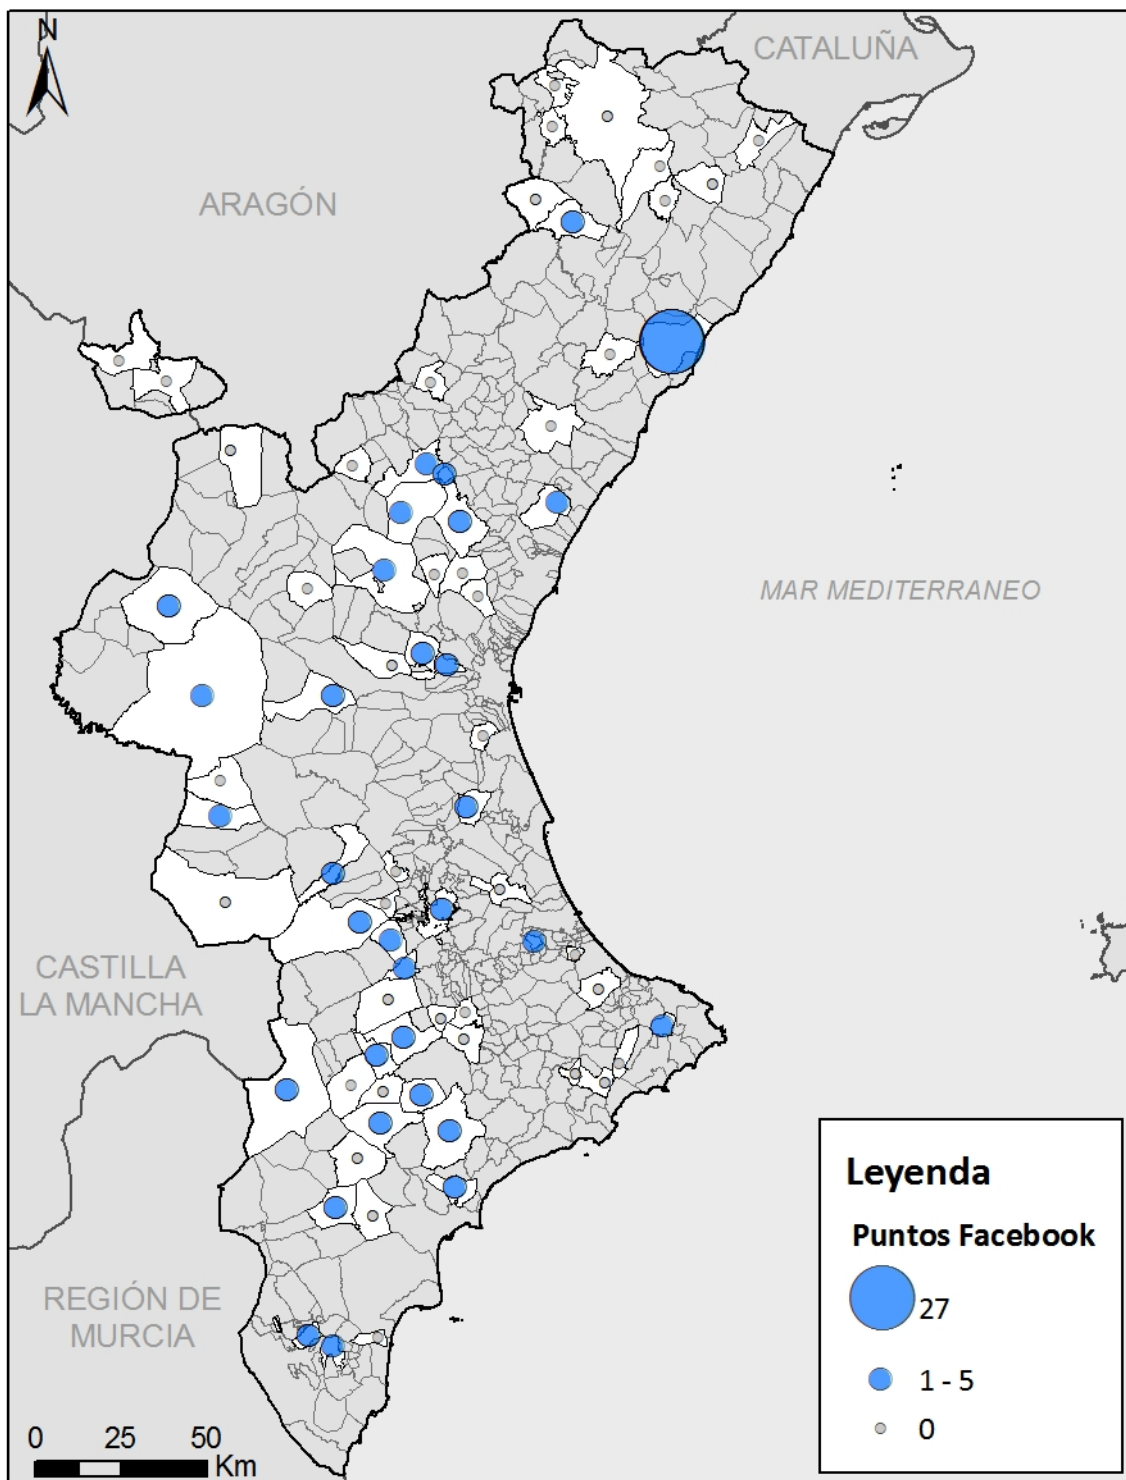 N
CATALUÑA
ARAGÓN
MAR MEDITERRANEO
CASTILLA
LA MANCHA
REGIÓN DE
MURCIA
Leyenda
Puntos Facebook
27
1 - 5
0
0 25 50
Km